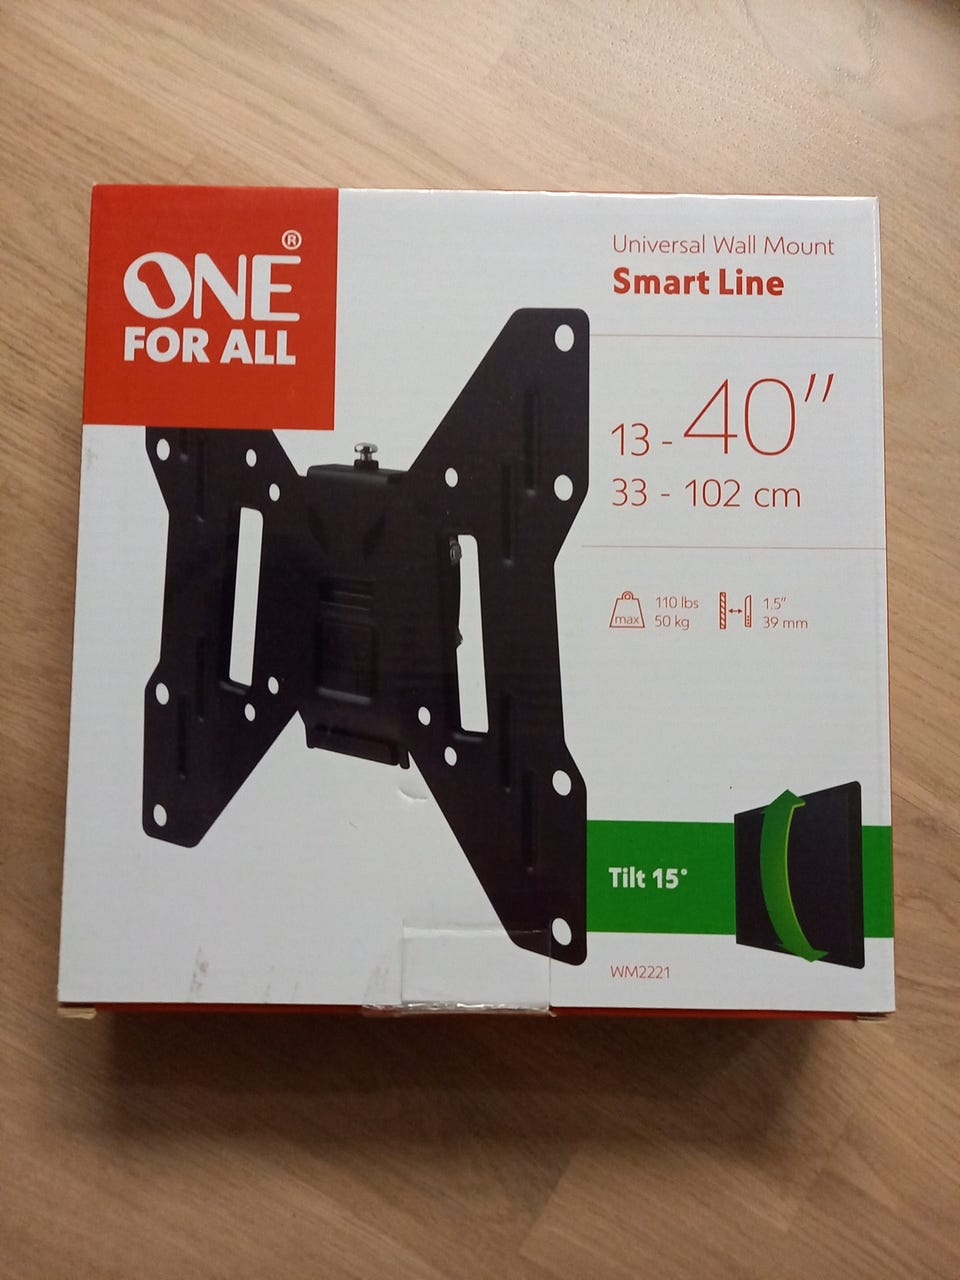 ONE®
FOR ALL
Universal Wall Mount
Smart Line
13 - 40”
33 - 102 cm
max
110 lbs
50 kg
1.5”
39 mm
Tilt 15°
WM2221